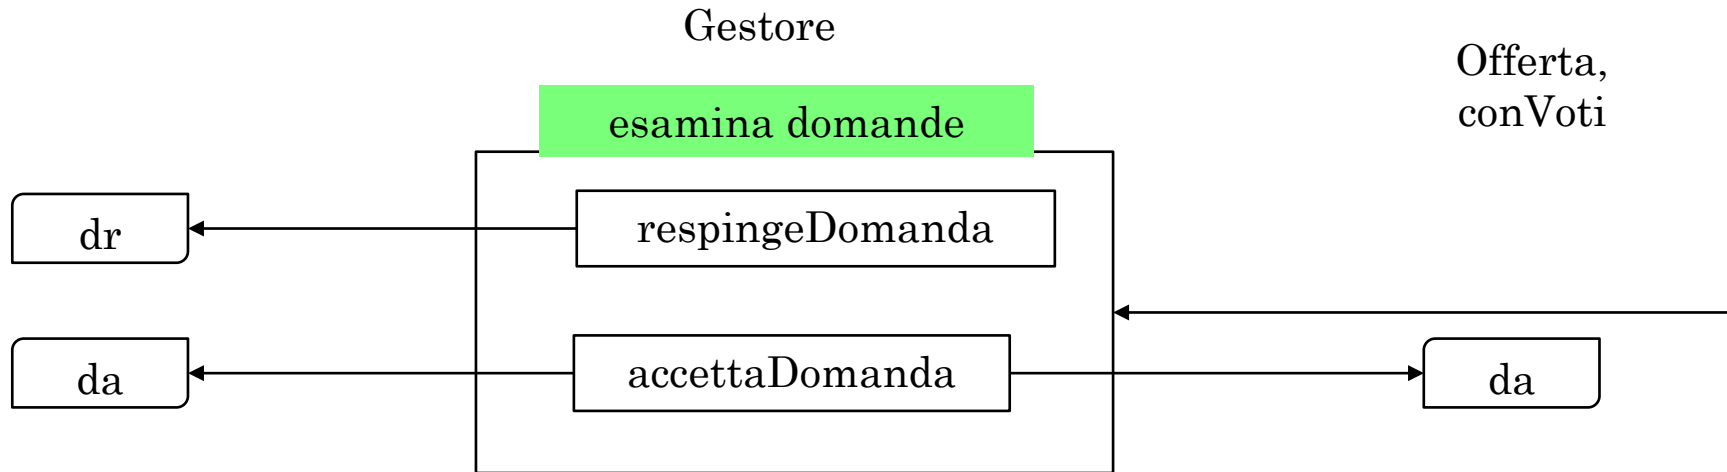 Gestore
Offerta,
conVoti
esamina domande
dr
respingeDomanda
da
accettaDomanda
da